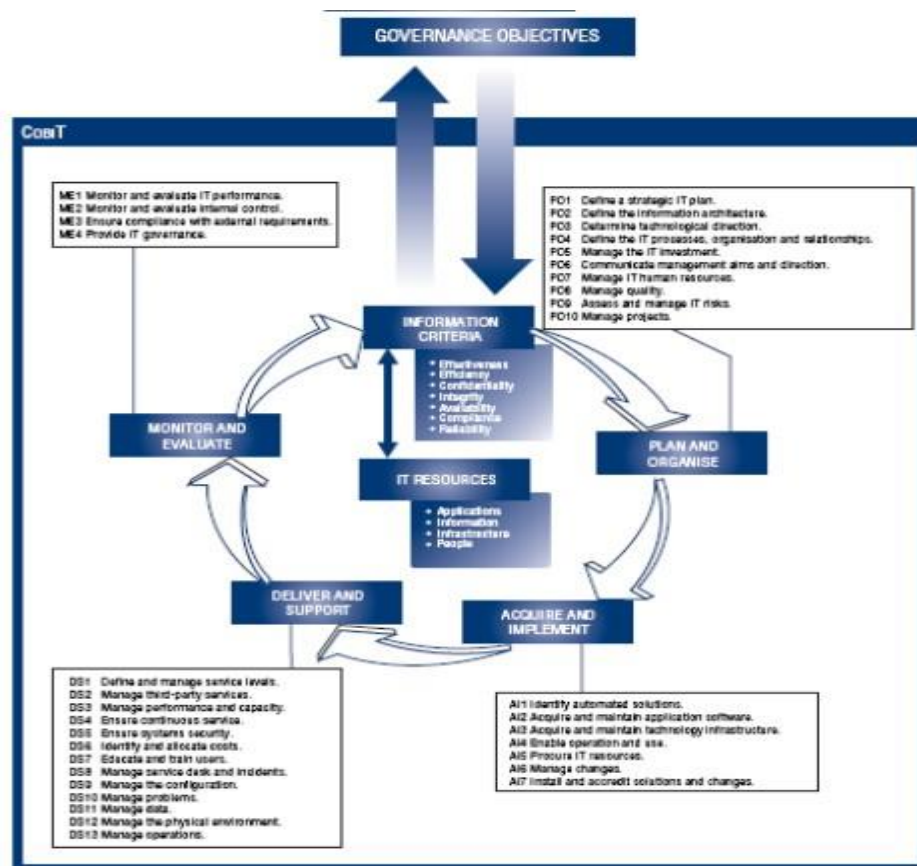 GOVERNANCE OBJECTIVES
COBIT
ME1 Monitor and evaluate IT performance.
ME2 Monitor and evaluate internal control.
ME3 Ensure compliance with external requirements.
ME4 Provide IT governance.
PO1 Define a strategic IT plan.
PO2 Define the information architecture.
PO3 Determine technological direction.
PO4 Define the IT processes, organisation and relationships.
PO5 Manage the IT investment.
PO6 Communicate management aims and direction.
PO7 Manage IT human resources.
PO8 Manage quality.
PO9 Assess and manage IT risks.
PO10 Manage projects.
INFORMATION
CRITERIA
Effectiveness
Efficiency
Confidentiality
Integrity
Availability
Compliance
Reliability
MONITOR AND
EVALUATE
PLAN AND
ORGANISE
IT RESOURCES
Applications
Information
Infrastructure
People
DELIVER AND
SUPPORT
ACQUIRE AND
IMPLEMENT
DS1 Define and manage service levels.
DS2 Manage third-party services.
DS3 Manage performance and capacity.
DS4 Ensure continuous service.
DS5 Ensure systems security.
DS6 Identify and allocate costs.
DS7 Educate and train users.
DS8 Manage service desk and incidents.
DS9 Manage the configuration.
DS10 Manage problems.
DS11 Manage data.
DS12 Manage the physical environment.
DS13 Manage operations.
AI1 Identify automated solutions.
AI2 Acquire and maintain application software.
AI3 Acquire and maintain technology infrastructure.
AI4 Enable operation and use.
AI5 Procure IT resources.
AI6 Manage changes.
AI7 Install and accredit solutions and changes.